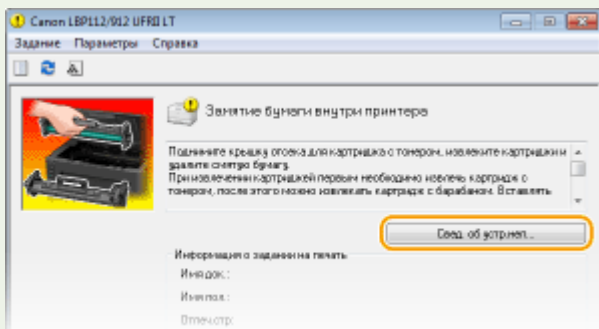 Canon LBP112/912 UFRII LT
Задание Параметры Справка
Замятие бумаги внутри принтера
Поднимите крышку отсека для картриджа с тонером, извлеките картриджи и
удалите смятую бумагу.
При извлечении картриджей первым необходимо извлечь картридж с
тонером, после этого можно извлекать картридж с барабаном. Вставлять
Свед. об устр.неп...
Информация о задании на печать
Имя док.:
Имя пол.:
Отпеч.стр: